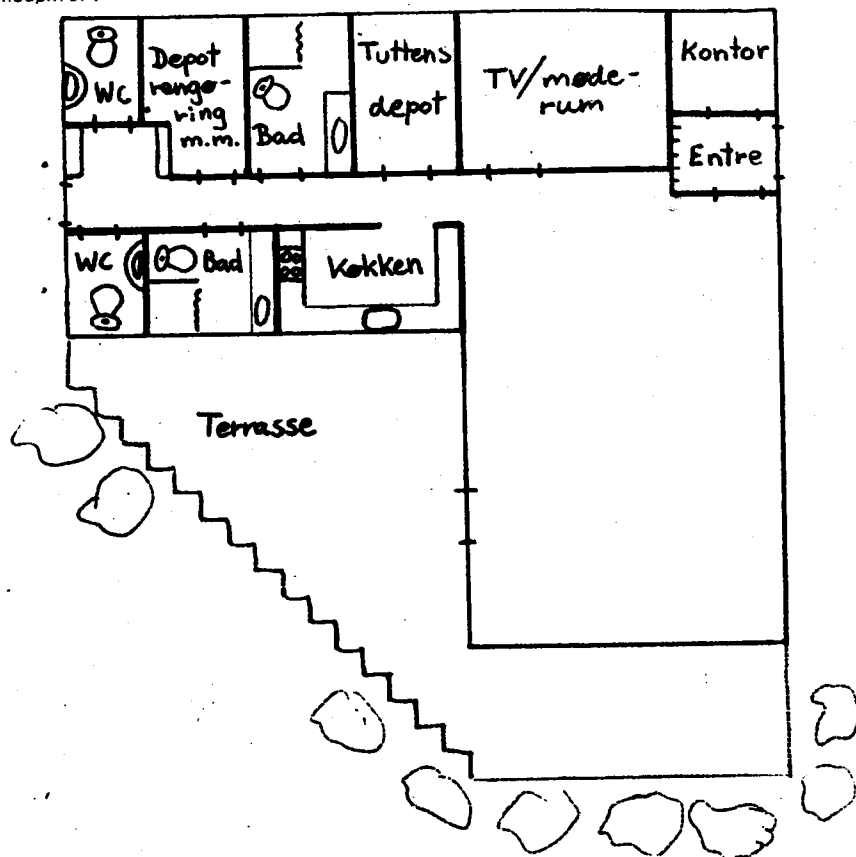 WC
Depot
rengø-
ring
m.m.
Bad
Tuttens
depot
TV/møde-
rum
Kontor
Entre
WC
Bad
Køkken
Terrasse